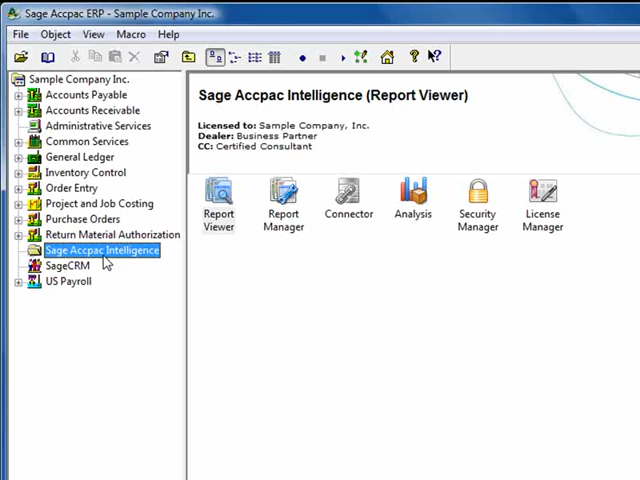 Sage Accpac ERP - Sample Company Inc.
File Object View Macro Help
Sample Company Inc.
Accounts Payable
Accounts Receivable
Administrative Services
Common Services
General Ledger
Inventory Control
Order Entry
Project and Job Costing
Purchase Orders
Return Material Authorization
Sage Accpac Intelligence
SageCRM
US Payroll
Sage Accpac Intelligence (Report Viewer)
Licensed to: Sample Company, Inc.
Dealer: Business Partner
CC: Certified Consultant
Report Viewer
Report Manager
Connector
Analysis
Security Manager
License Manager